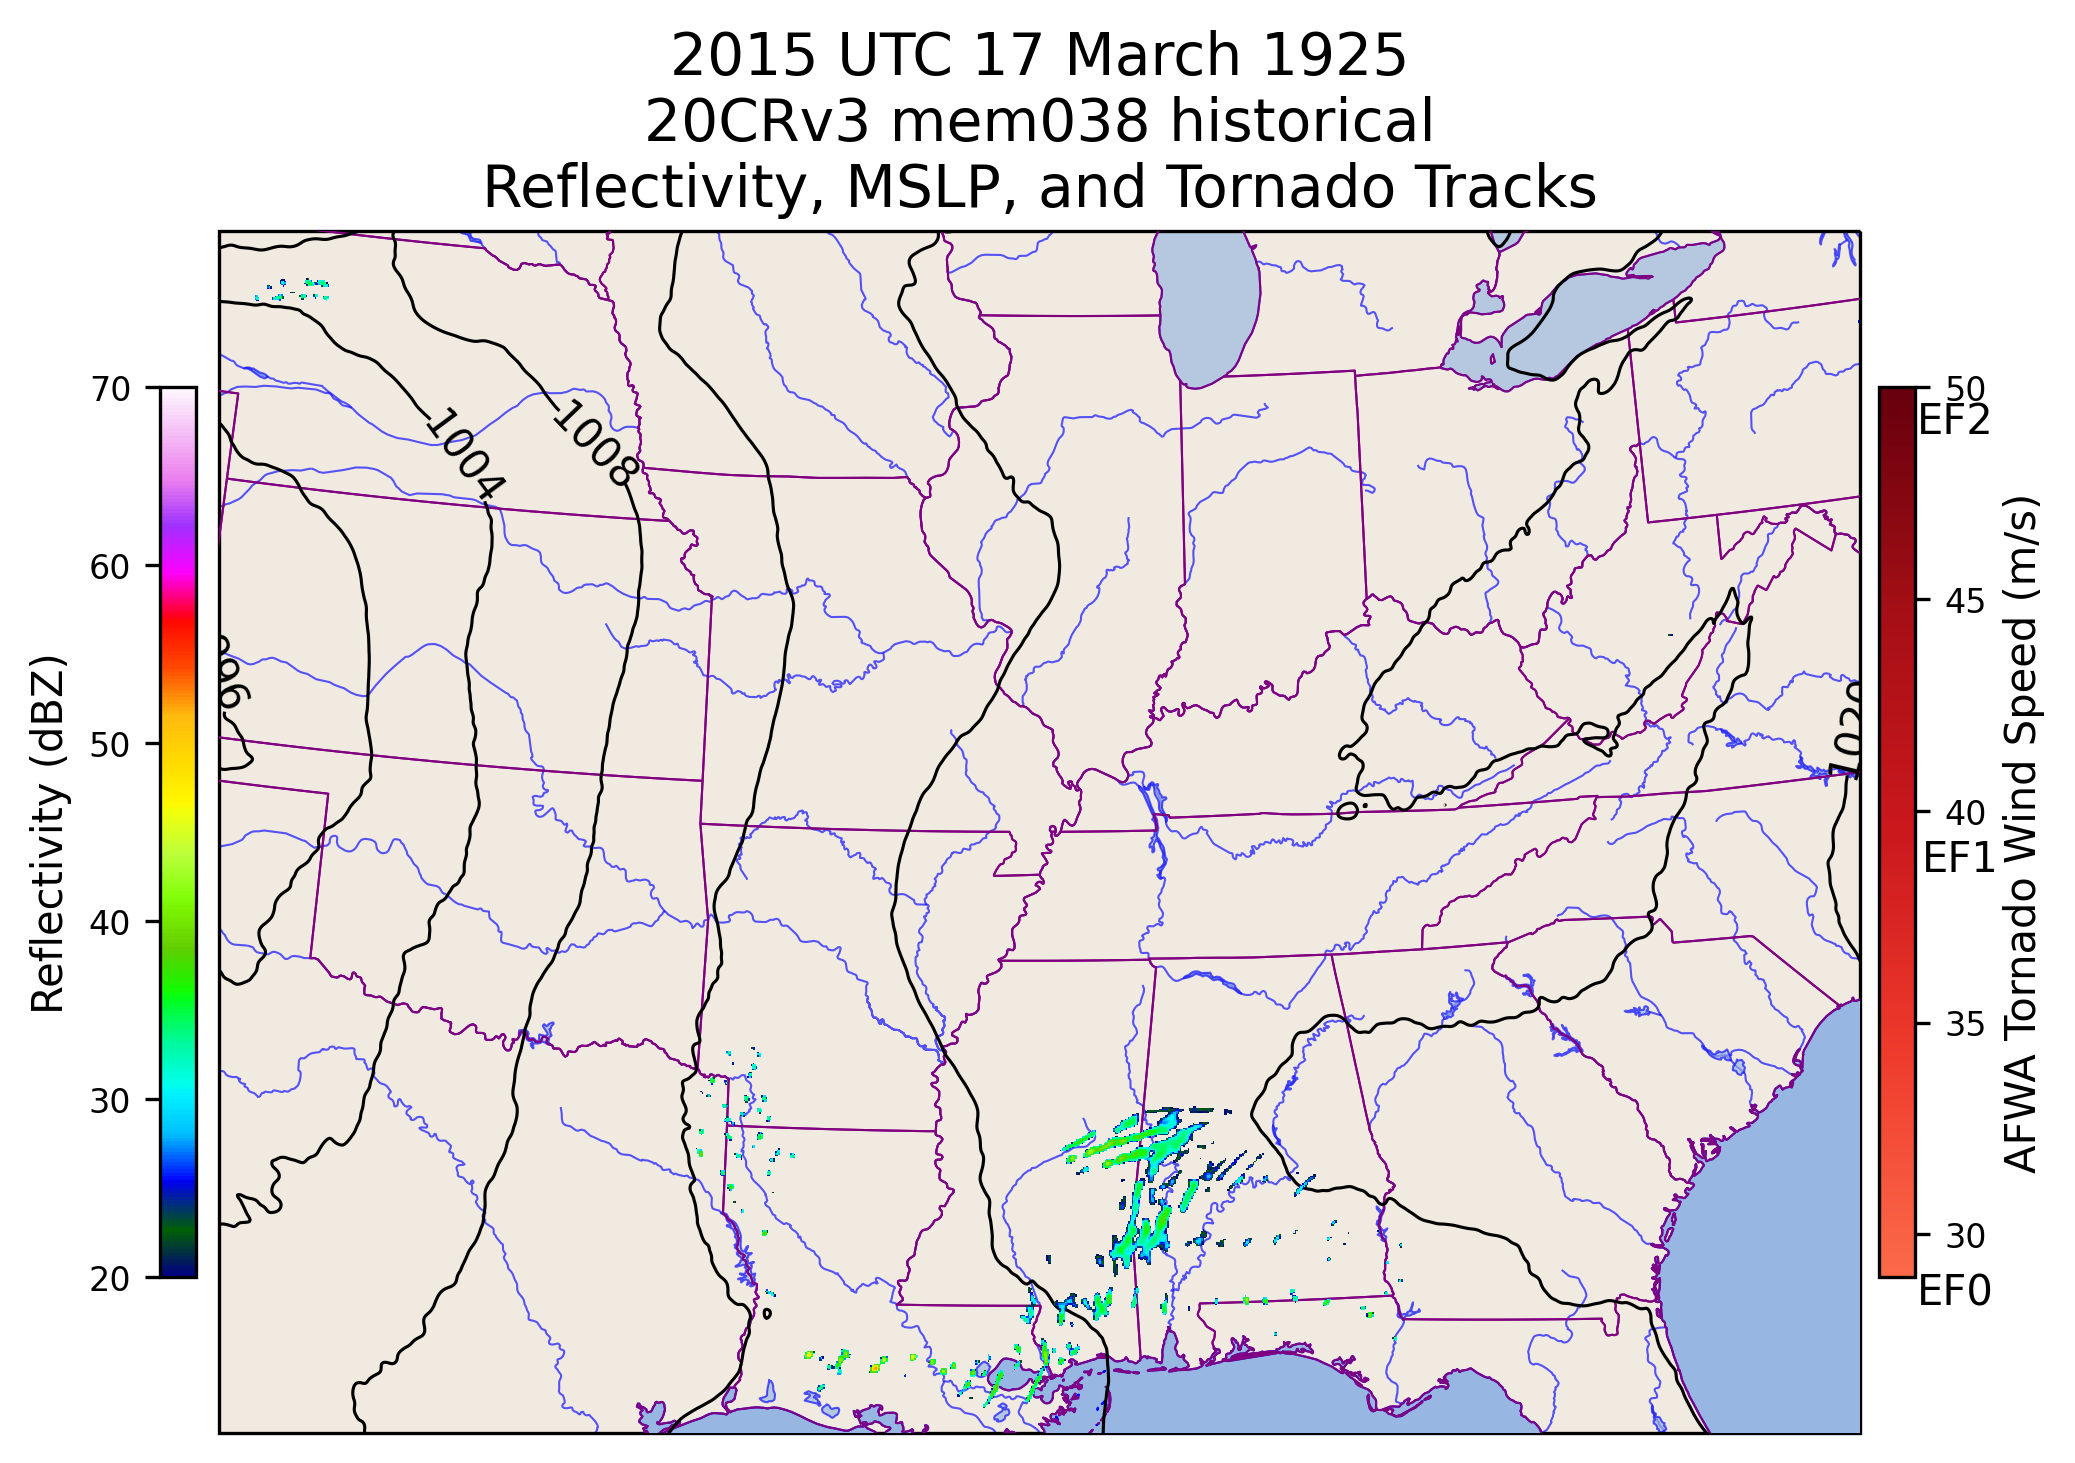 2015 UTC 17 March 1925
20CRv3 mem038 historical
Reflectivity, MSLP, and Tornado Tracks
Reflectivity (dBZ)
70
60
50
40
30
20
1004
1008
996
1020
0
50
EF2
45
40
EF1
35
30
EF0
AFWA Tornado Wind Speed (m/s)